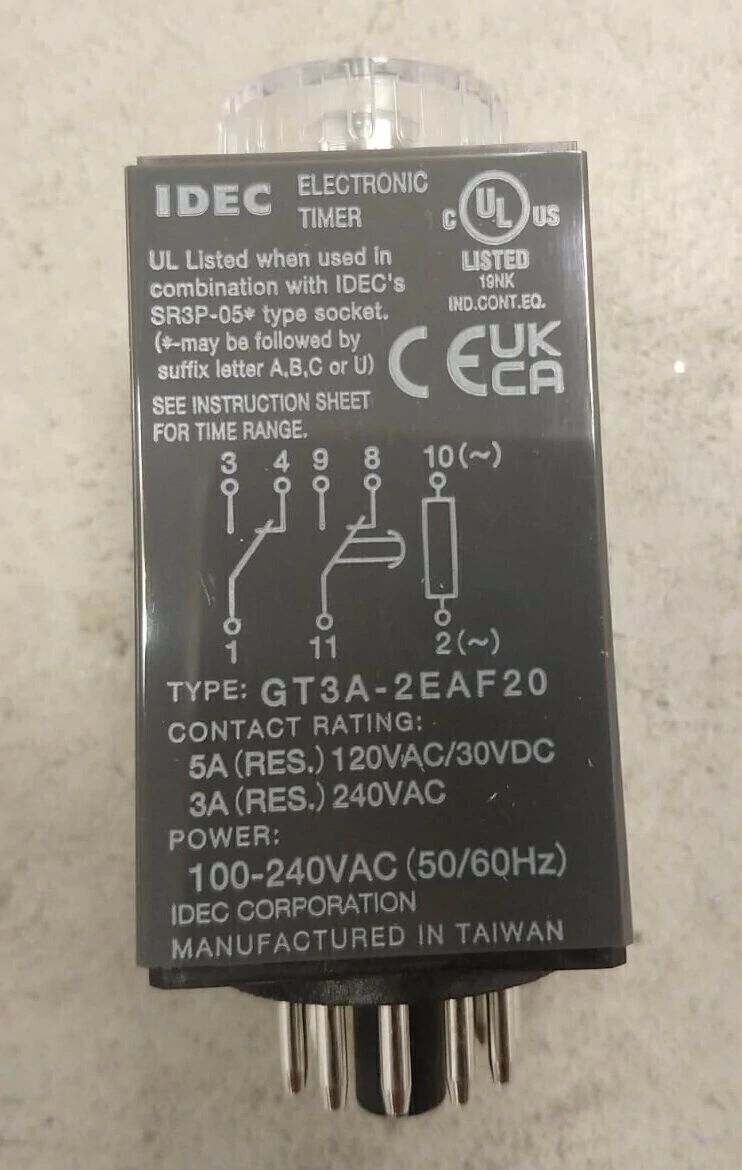 IDEC ELECTRONIC
TIMER
C UL US
LISTED
19NK
IND.CONT.EQ.
UL Listed when used in
combination with IDEC's
SR3P-05* type socket.
(*-may be followed by
suffix letter A,B,C or U)
CE UK
CA
SEE INSTRUCTION SHEET
FOR TIME RANGE.
3 4 9 8 10(~)
1 11 2(~)
TYPE: GT3A-2EAF20
CONTACT RATING:
5A (RES.) 120VAC/30VDC
3A (RES.) 240VAC
POWER:
100-240VAC (50/60Hz)
IDEC CORPORATION
MANUFACTURED IN TAIWAN